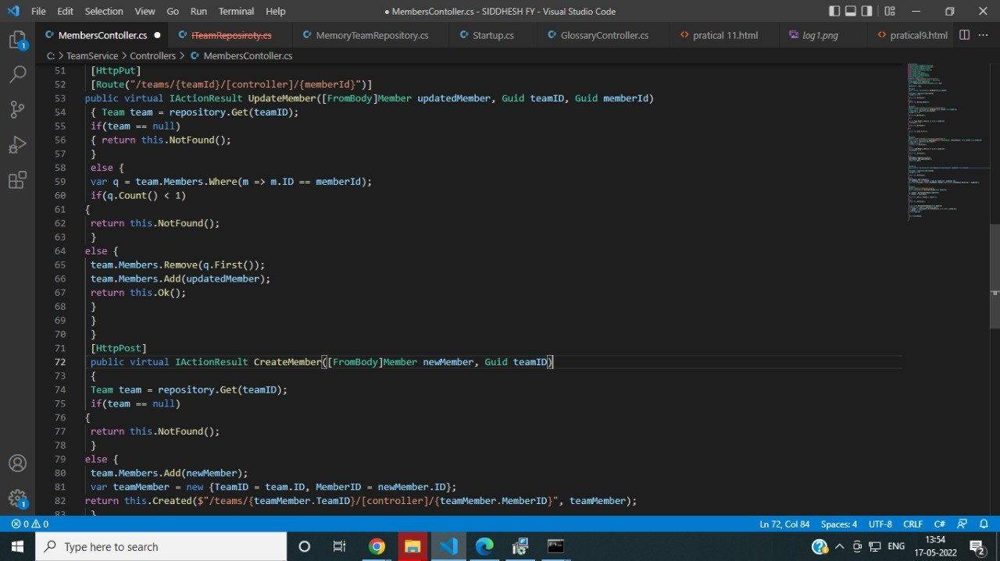 File Edit Selection View Go Run Terminal Help
● MembersContoller.cs - SIDDHESH FY - Visual Studio Code
MembersContoller.cs ● ITeamReposiroty.cs MemoryTeamRepository.cs Startup.cs GlossaryController.cs pratical 11.html log1.png pratical9.html
C: > TeamService > Controllers > MembersContoller.cs
51 [HttpPut]
52 [Route("/teams/{teamId}/[controller]/{memberId}")]
53 public virtual IActionResult UpdateMember([FromBody]Member updatedMember, Guid teamID, Guid memberId)
54 { Team team = repository.Get(teamID);
55 if(team == null)
56 { return this.NotFound();
57 }
58 else {
59 var q = team.Members.Where(m => m.ID == memberId);
60 if(q.Count() < 1)
61 {
62 return this.NotFound();
63 }
64 else {
65 team.Members.Remove(q.First());
66 team.Members.Add(updatedMember);
67 return this.Ok();
68 }
69 }
70 }
71 [HttpPost]
72 public virtual IActionResult CreateMember([FromBody]Member newMember, Guid teamID)
73 {
74 Team team = repository.Get(teamID);
75 if(team == null)
76 {
77 return this.NotFound();
78 }
79 else {
80 team.Members.Add(newMember);
81 var teamMember = new {TeamID = team.ID, MemberID = newMember.ID};
82 return this.Created($"/teams/{teamMember.TeamID}/[controller]/{teamMember.MemberID}", teamMember);
83 }
0 0 Ln 72, Col 84 Spaces: 4 UTF-8 CRLF C#
Type here to search
ENG
13:54
17-05-2022
2